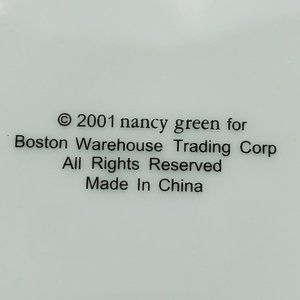 © 2001 nancy green for
Boston Warehouse Trading Corp
All Rights Reserved
Made In China